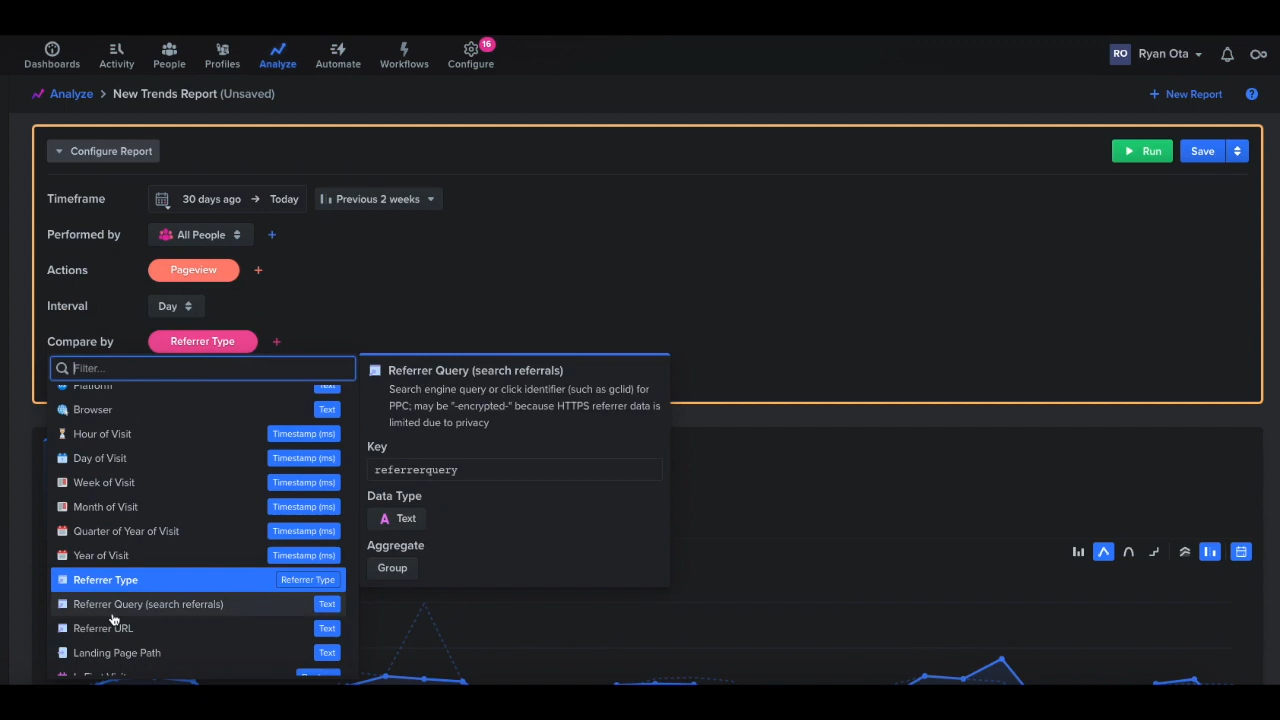 Dashboards
Activity
People
Profiles
Analyze
Automate
Workflows
16
Configure
RO Ryan Ota
Analyze > New Trends Report (Unsaved)
+ New Report ?
Configure Report
Run
Save
Timeframe 30 days ago → Today Previous 2 weeks
Performed by All People +
Actions Pageview +
Interval Day
Compare by Referrer Type +
Filter...
Platform Text
Browser Text
Hour of Visit Timestamp (ms)
Day of Visit Timestamp (ms)
Week of Visit Timestamp (ms)
Month of Visit Timestamp (ms)
Quarter of Year of Visit Timestamp (ms)
Year of Visit Timestamp (ms)
Referrer Type Referrer Type
Referrer Query (search referrals) Text
Referrer URL Text
Landing Page Path Text
Referrer Query (search referrals)
Search engine query or click identifier (such as gclid) for
PPC; may be "-encrypted-" because HTTPS referrer data is
limited due to privacy
Key
referrerquery
Data Type
A Text
Aggregate
Group